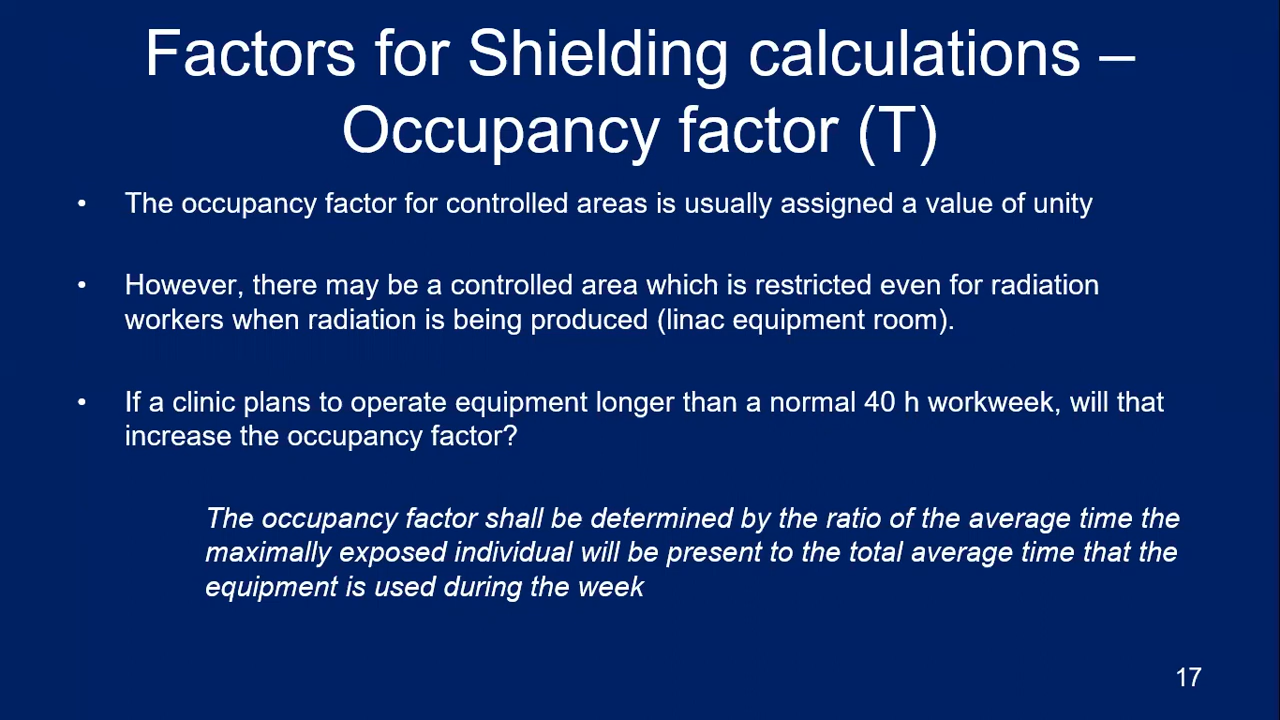 Factors for Shielding calculations –
Occupancy factor (T)
• The occupancy factor for controlled areas is usually assigned a value of unity
• However, there may be a controlled area which is restricted even for radiation
workers when radiation is being produced (linac equipment room).
• If a clinic plans to operate equipment longer than a normal 40 h workweek, will that
increase the occupancy factor?
The occupancy factor shall be determined by the ratio of the average time the
maximally exposed individual will be present to the total average time that the
equipment is used during the week
17